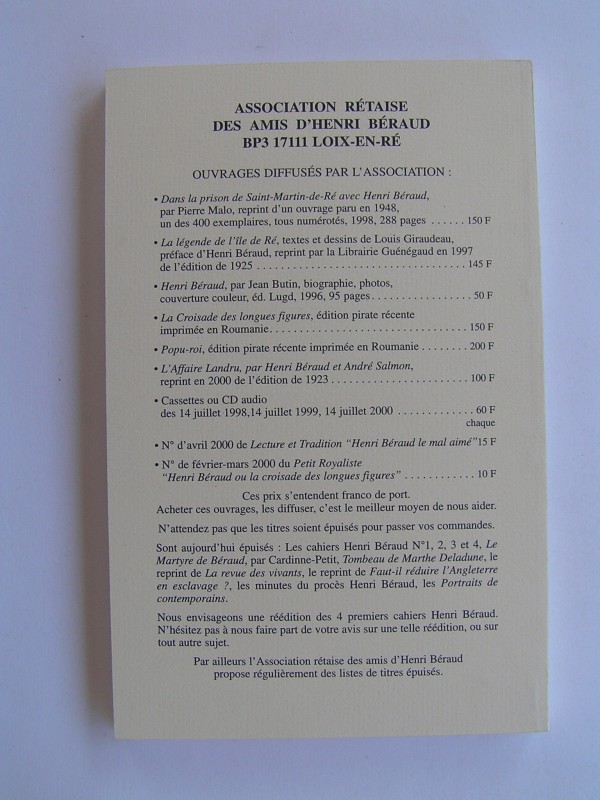 ASSOCIATION RÉTAISE
DES AMIS D'HENRI BÉRAUD
BP3 17111 LOIX-EN-RÉ
OUVRAGES DIFFUSÉS PAR L'ASSOCIATION :
• Dans la prison de Saint-Martin-de-Ré avec Henri Béraud,
par Pierre Malo, reprint d'un ouvrage paru en 1948,
un des 400 exemplaires, tous numérotés, 1998, 288 pages ...... 150 F
• La légende de l'île de Ré, textes et dessins de Louis Giraudeau,
préface d'Henri Béraud, reprint par la Librairie Guénégaud en 1997
de l'édition de 1925 .................................. 145 F
• Henri Béraud, par Jean Butin, biographie, photos,
couverture couleur, éd. Lugd, 1996, 95 pages................ 50 F
• La Croisade des longues figures, édition pirate récente
imprimée en Roumanie................................. 150 F
• Popu-roi, édition pirate récente imprimée en Roumanie ........ 200 F
• L'Affaire Landru, par Henri Béraud et André Salmon,
reprint en 2000 de l'édition de 1923 ....................... 100 F
• Cassettes ou CD audio
des 14 juillet 1998,14 juillet 1999, 14 juillet 2000 ............. 60 F
chaque
• N° d'avril 2000 de Lecture et Tradition “Henri Béraud le mal aimé”15 F
• N° de février-mars 2000 du Petit Royaliste
“Henri Béraud ou la croisade des longues figures” ............ 10 F
Ces prix s'entendent franco de port.
Acheter ces ouvrages, les diffuser, c'est le meilleur moyen de nous aider.
N'attendez pas que les titres soient épuisés pour passer vos commandes.
Sont aujourd'hui épuisés : Les cahiers Henri Béraud N°1, 2, 3 et 4, Le
Martyre de Béraud, par Cardinne-Petit, Tombeau de Marthe Deladune, le
reprint de La revue des vivants, le reprint de Faut-il réduire l'Angleterre
en esclavage ?, les minutes du procès Henri Béraud, les Portraits de
contemporains.
Nous envisageons une réédition des 4 premiers cahiers Henri Béraud.
N'hésitez pas à nous faire part de votre avis sur une telle réédition, ou sur
tout autre sujet.
Par ailleurs l'Association rétaise des amis d'Henri Béraud
propose régulièrement des listes de titres épuisés.